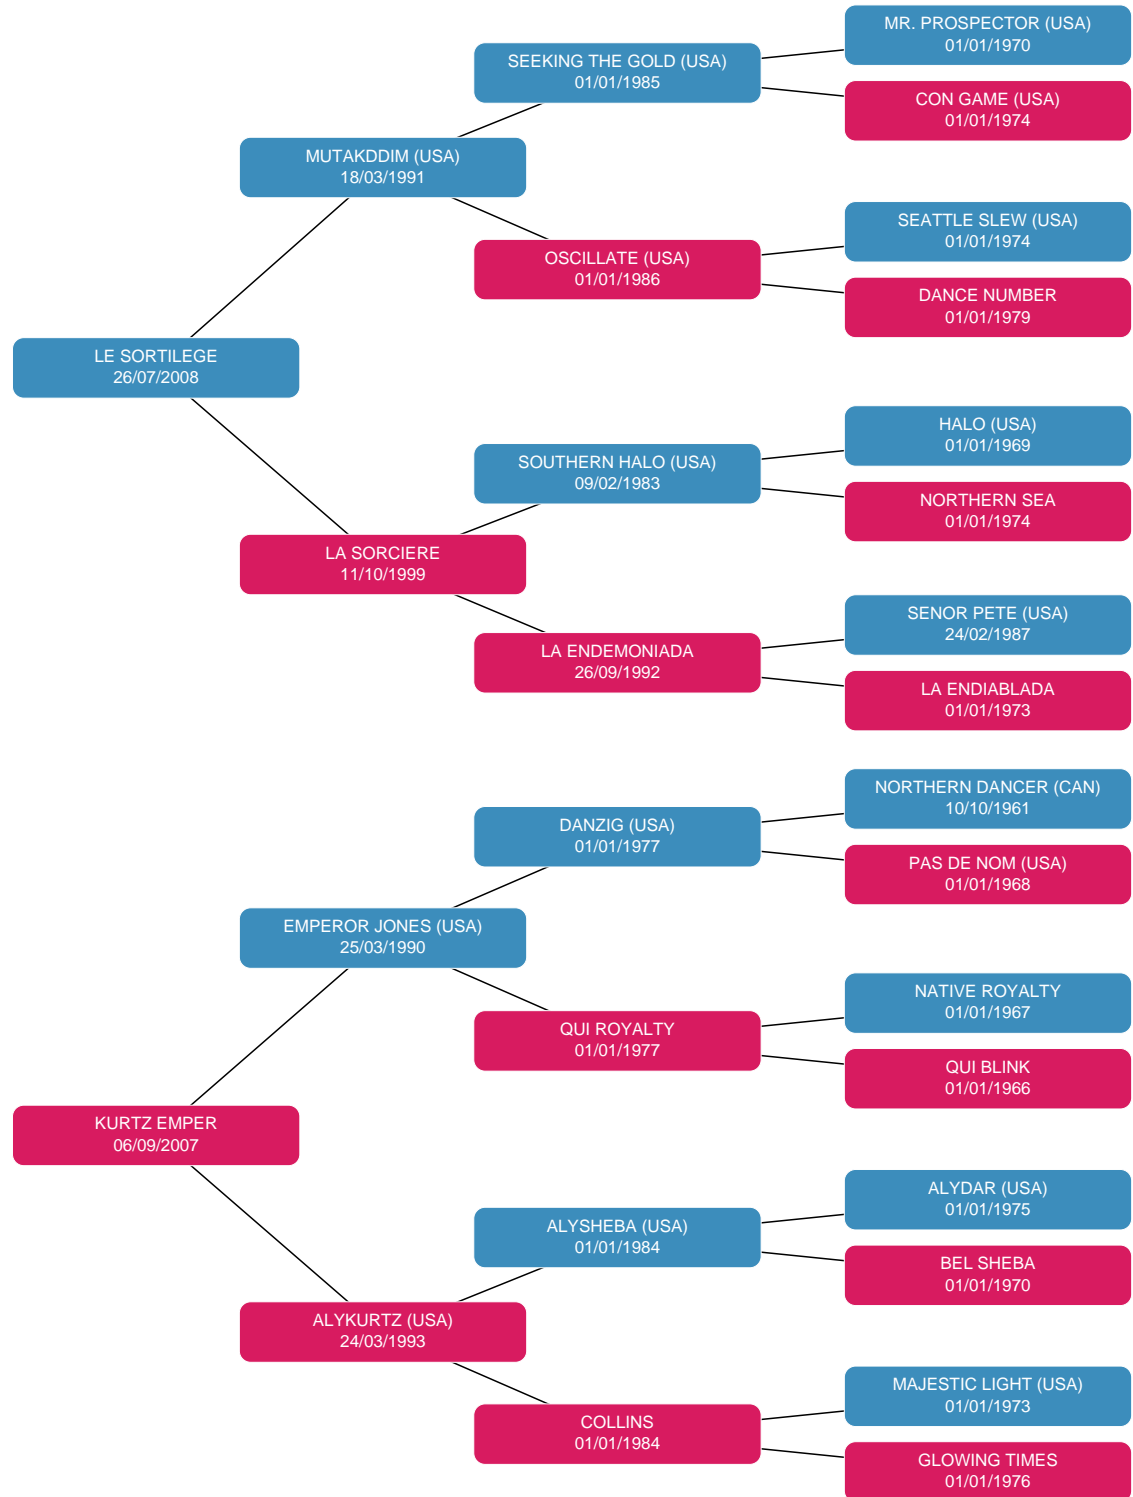 MR. PROSPECTOR (USA)
01/01/1970
SEEKING THE GOLD (USA)
01/01/1985
CON GAME (USA)
01/01/1974
MUTAKDDIM (USA)
18/03/1991
SEATTLE SLEW (USA)
01/01/1974
OSCILLATE (USA)
01/01/1986
DANCE NUMBER
01/01/1979
LE SORTILEGE
26/07/2008
HALO (USA)
01/01/1969
SOUTHERN HALO (USA)
09/02/1983
NORTHERN SEA
01/01/1974
LA SORCIERE
11/10/1999
SENOR PETE (USA)
24/02/1987
LA ENDEMONIADA
26/09/1992
LA ENDIABLADA
01/01/1973
NORTHERN DANCER (CAN)
10/10/1961
DANZIG (USA)
01/01/1977
PAS DE NOM (USA)
01/01/1968
EMPEROR JONES (USA)
25/03/1990
NATIVE ROYALTY
01/01/1967
QUI ROYALTY
01/01/1977
QUI BLINK
01/01/1966
KURTZ EMPER
06/09/2007
ALYDAR (USA)
01/01/1975
ALYSHEBA (USA)
01/01/1984
BEL SHEBA
01/01/1970
ALYKURTZ (USA)
24/03/1993
MAJESTIC LIGHT (USA)
01/01/1973
COLLINS
01/01/1984
GLOWING TIMES
01/01/1976